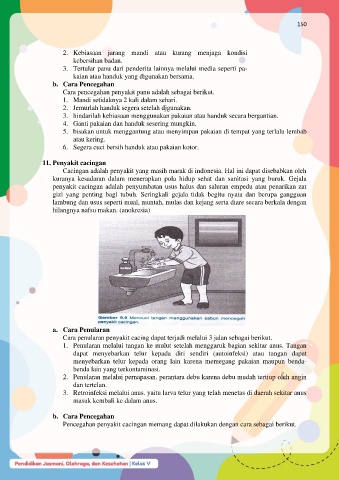 150
2. Kebiasaan jarang mandi atau kurang menjaga kondisi
kebersihan badan.
3. Tertular panu dari penderita lainnya melalui media seperti pa-
kaian atau handuk yang digunakan bersama.
b. Cara Pencegahan
Cara pencegahan penyakit panu adalah sebagai berikut.
1. Mandi setidaknya 2 kali dalam sehari.
2. Jemurlah handuk segera setelah digunakan.
3. hindarilah kebiasaan menggunakan pakaian atau handuk secara bergantian.
4. Ganti pakaian dan handuk sesering mungkin.
5. bisakan untuk menggantung atau menyimpan pakaian di tempat yang terlalu lembab
atau kering.
6. Segera cuci bersih handuk atau pakaian kotor.
11. Penyakit cacingan
Cacingan adalah penyakit yang masih marak di indonesia. Hal ini dapat disebabkan oleh
kuranya kesadaran dalam menerapkan pola hidup sehat dan sanitasi yang buruk. Gejala
penyakit cacingan adalah penyumbatan usus halus dan saluran empedu atau penarikan zat
gizi yang penting bagi tubuh. Seringkali gejala tidak begitu nyata dan berupa gangguan
lambung dan usus seperti mual, muntah, mulas dan kejang serta diare secara berkala dengan
hilangnya nafsu makan. (anoksesia)
Gambar 9.9 Mencuci tangan menggunakan sabun mencegah
penyakit cacingan.
a. Cara Penularan
Cara penularan penyakit cacing dapat terjadi melalui 3 jalan sebagai berikut.
1. Penularan melalui tangan ke mulut setelah menggaruk bagian sekitar anus. Tangan
dapat menyebarkan telur kepada diri sendiri (autoinfeksi) atau tangan dapat
menyebarkan telur kepada orang lain karena memegang pakaian maupun benda-
benda lain yang terkontaminasi.
2. Penularan melalui pernapasan. perantara debu karena debu mudah tertiup oleh angin
dan tertelan.
3. Retroinfeksi melalui anus. yaitu larva telur yang telah menetas di daerah sekitar anus
masuk kembali ke dalam anus.
b. Cara Pencegahan
Pencegahan penyakit cacingan memang dapat dilakukan dengan cara sebagai berikut.
Pendidikan Jasmani, Olahraga, dan Kesehatan | Kelas V